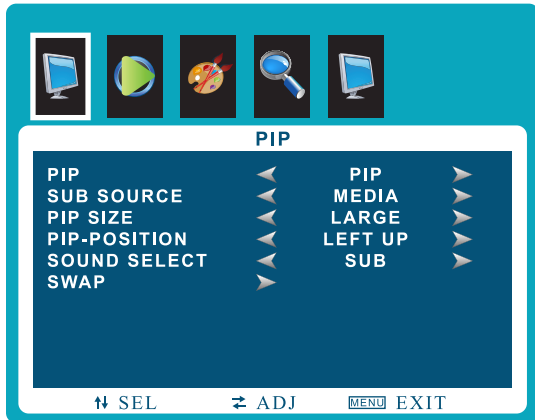 PIP
PIP PIP
SUB SOURCE MEDIA
PIP SIZE LARGE
PIP-POSITION LEFT UP
SOUND SELECT SUB
SWAP
SEL ADJ MENU EXIT